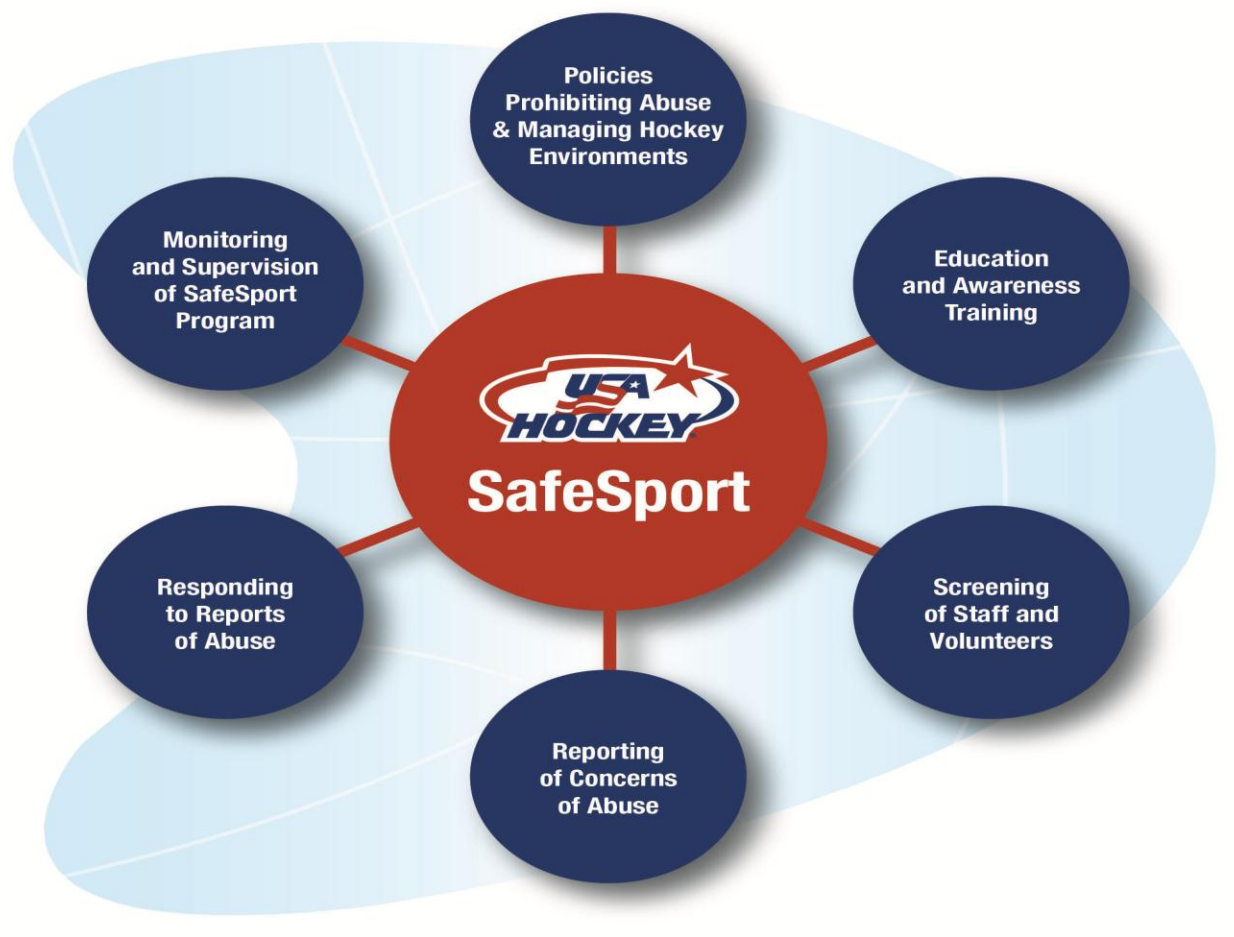 Policies
Prohibiting Abuse
& Managing Hockey
Environments
Monitoring
and Supervision
of SafeSport
Program
Education
and Awareness
Training
USA
HOCKEY
SafeSport
Responding
to Reports
of Abuse
Screening
of Staff and
Volunteers
Reporting
of Concerns
of Abuse